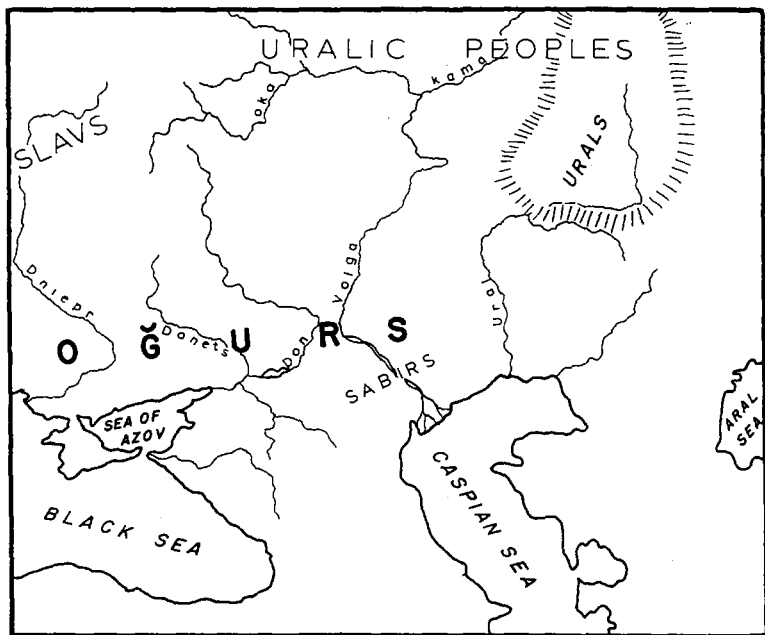 URALIC PEOPLES
kama
oka
SLAVS
URALS
Volga
Dniepr
Ural
OĞURS
Donets
Don
SABIRS
SEA OF
AZOV
ARAL
SEA
CASPIAN SEA
BLACK SEA